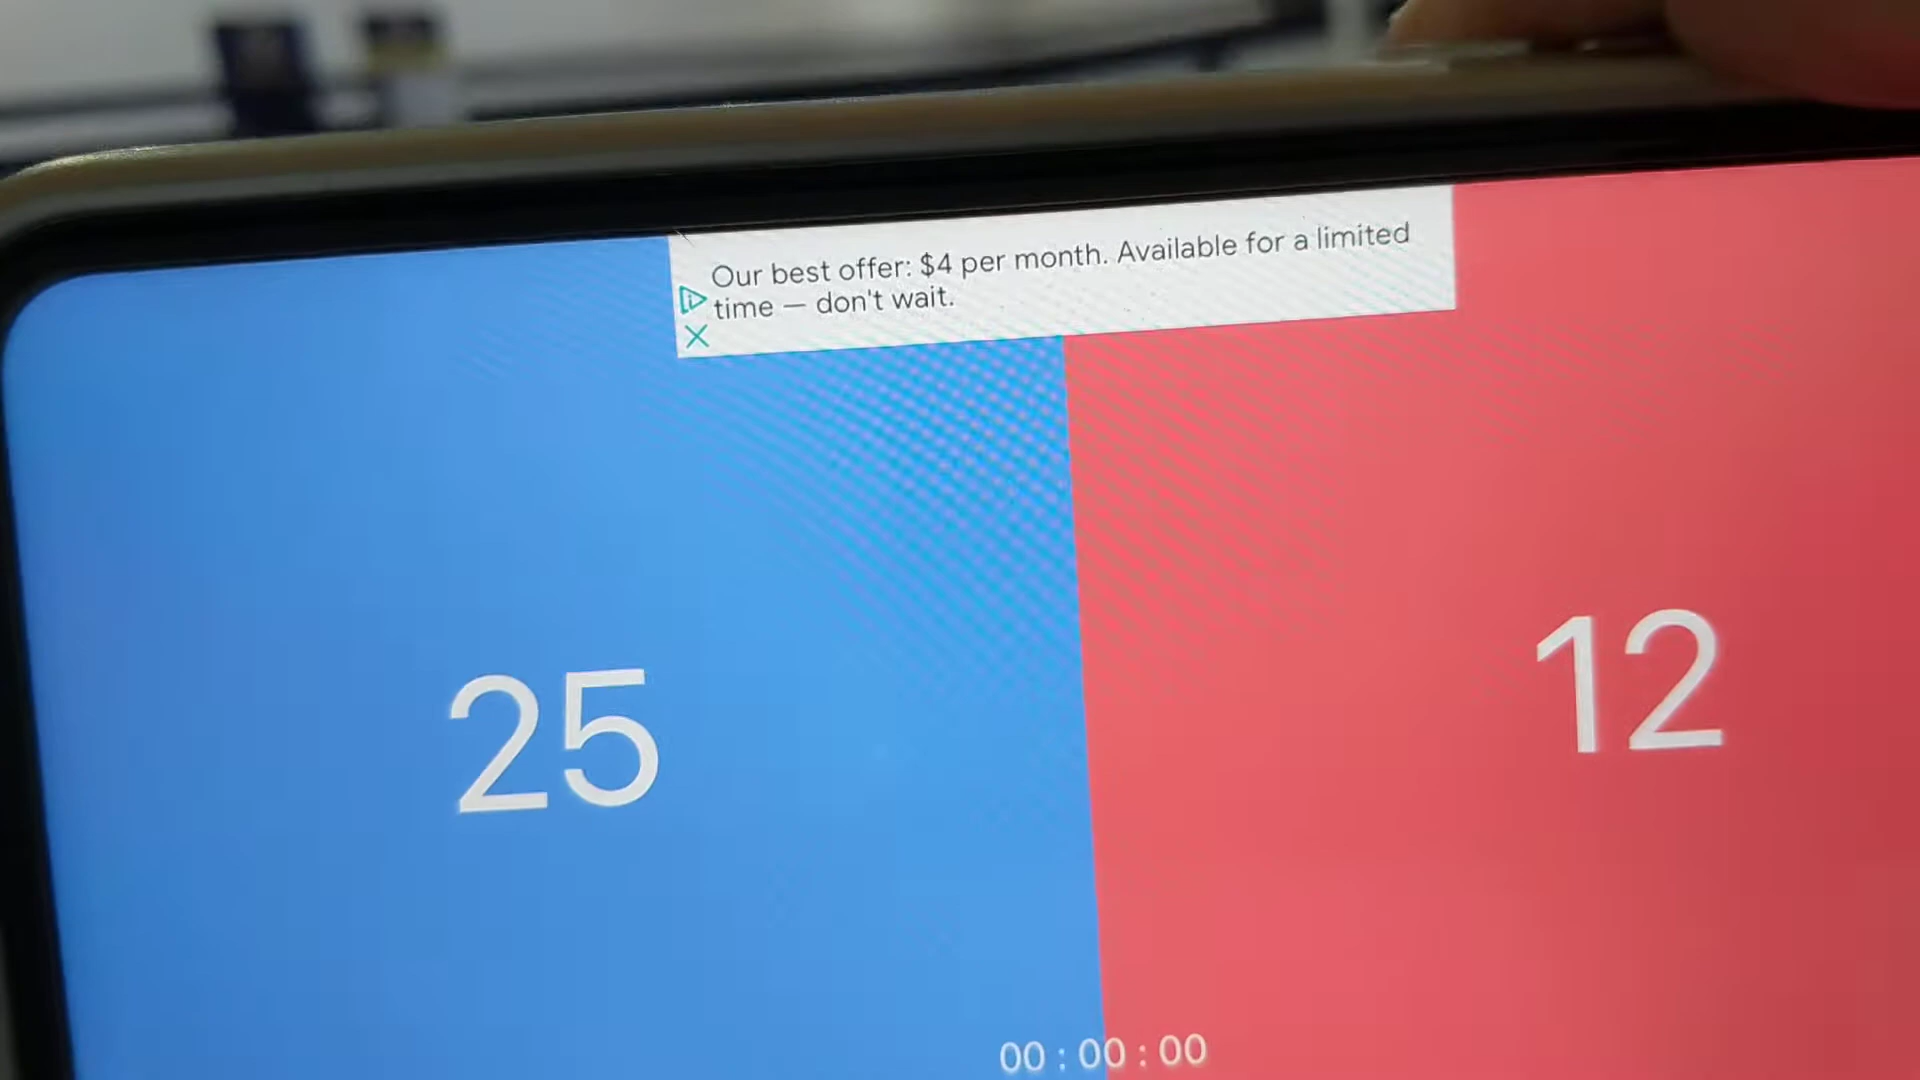 Our best offer: $4 per month. Available for a limited
time — don't wait.
25
12
00 : 00 : 00